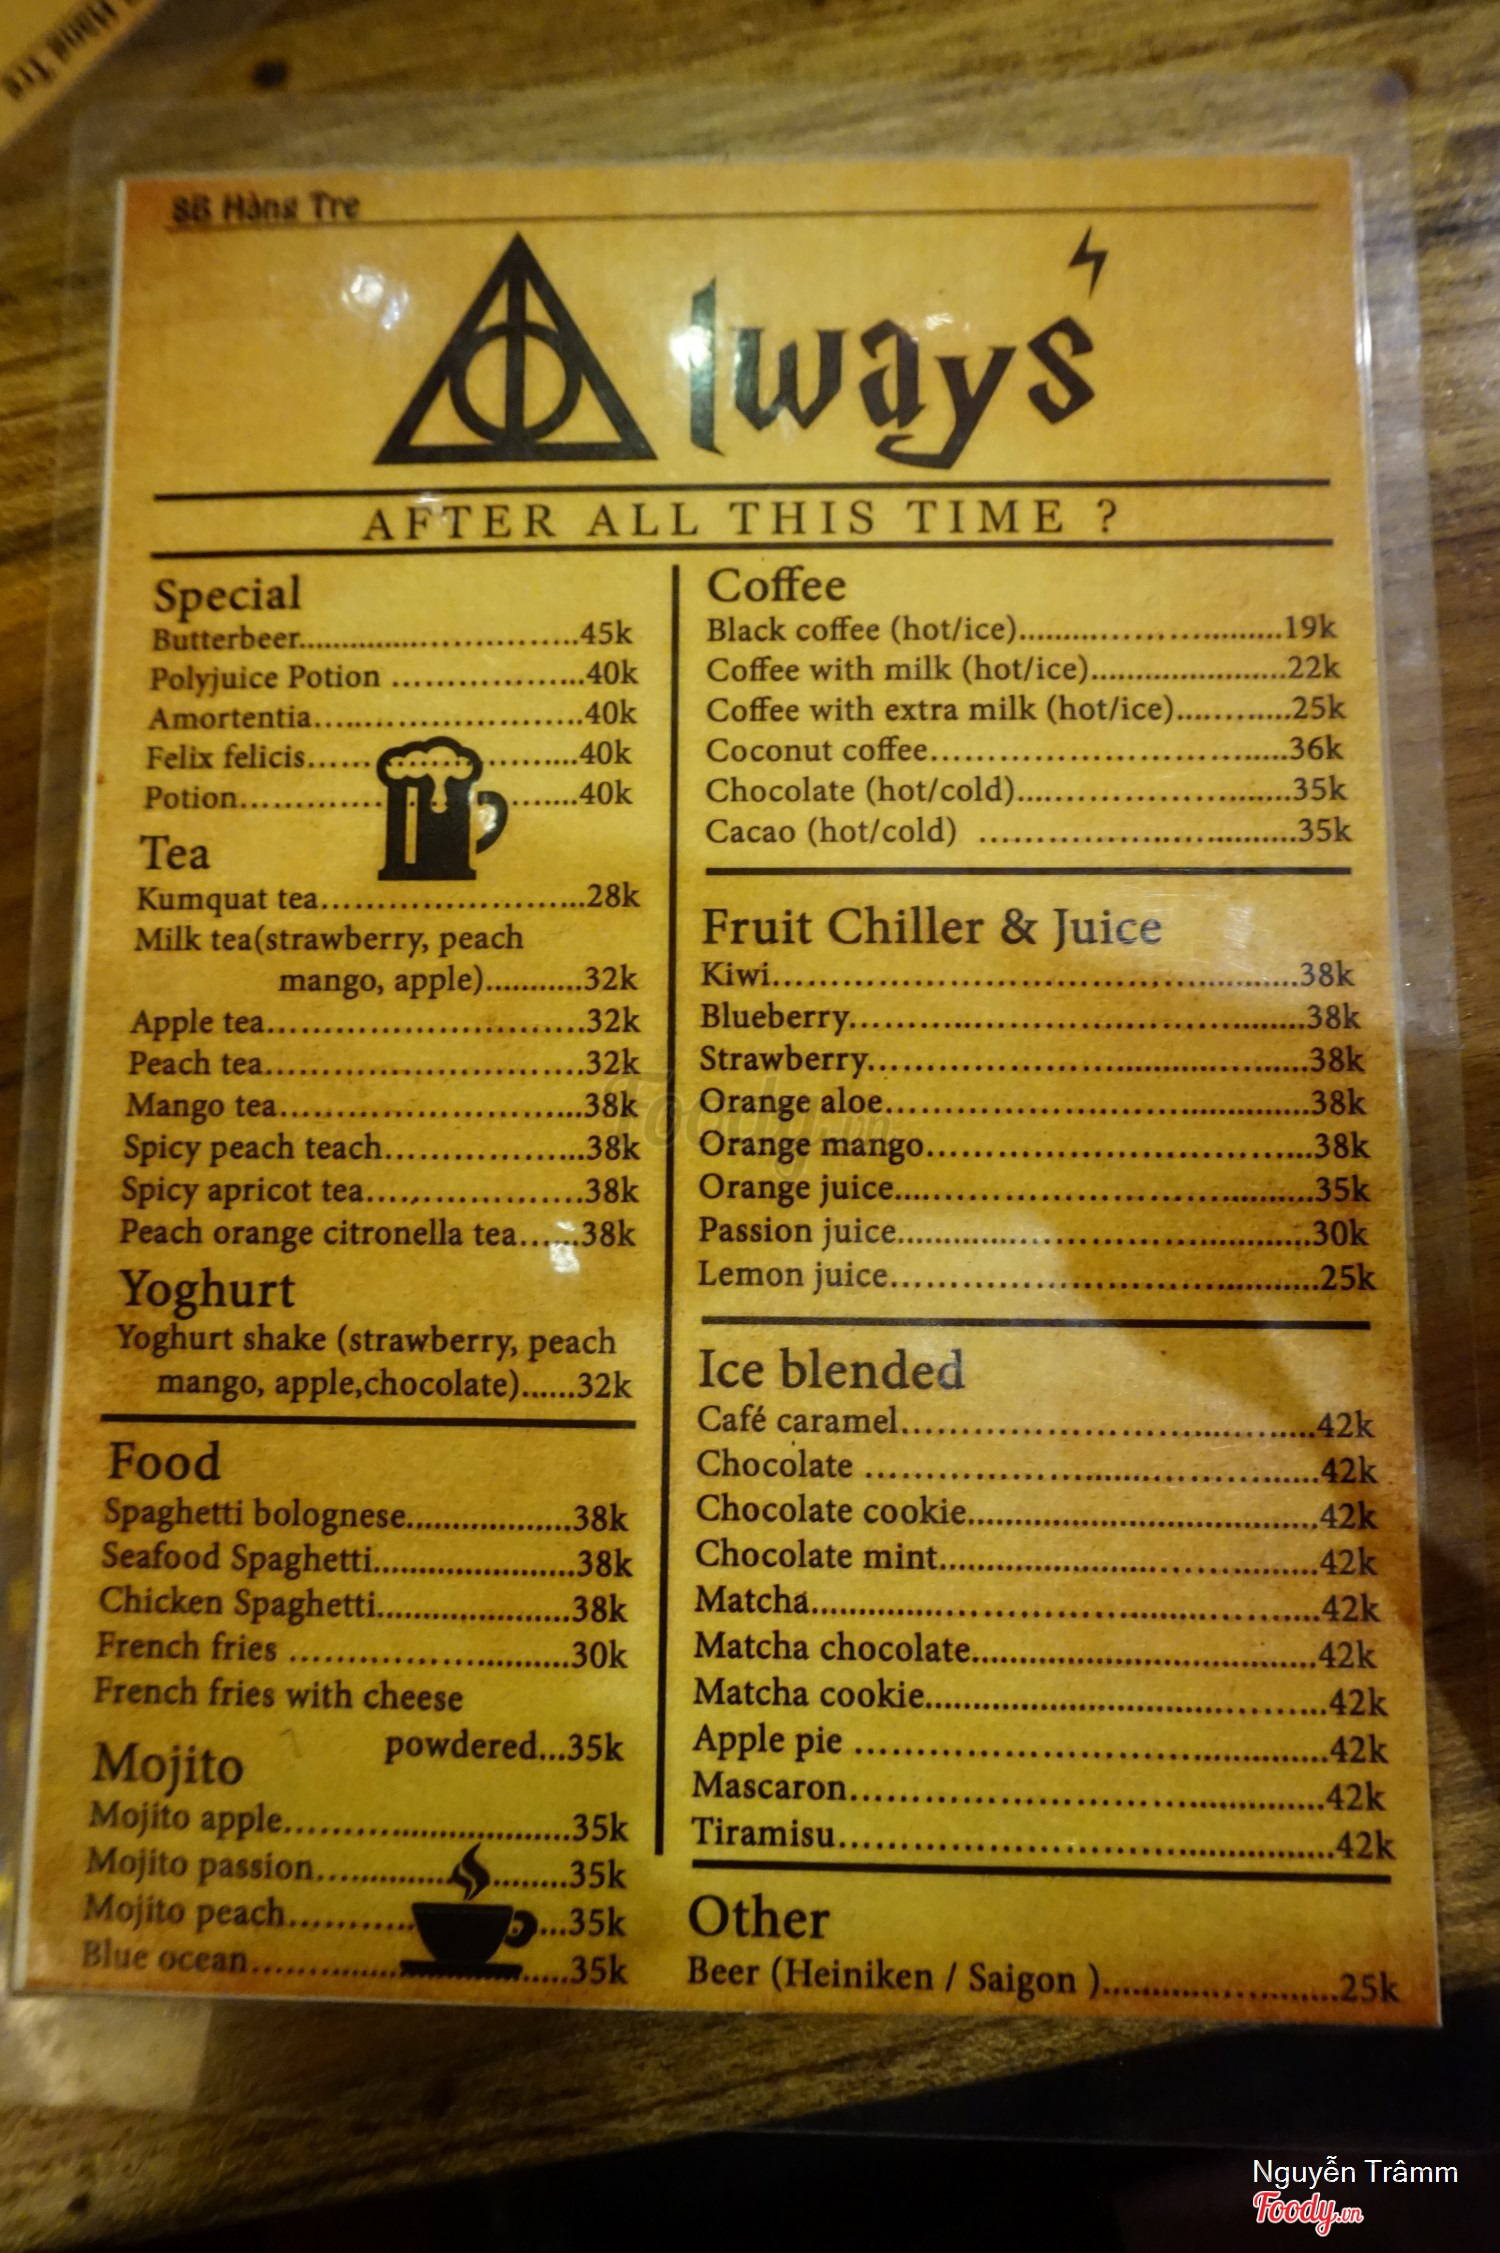 8B Hàng Tre
Always
AFTER ALL THIS TIME ?
Special
Butterbeer..............................45k
Polyjuice Potion ....................40k
Amortentia............................40k
Felix felicis............................40k
Potion....................................40k
Tea
Kumquat tea..........................28k
Milk tea(strawberry, peach
mango, apple)...........32k
Apple tea................................32k
Peach tea................................32k
Mango tea..............................38k
Spicy peach teach....................38k
Spicy apricot tea......................38k
Peach orange citronella tea.......38k
Yoghurt
Yoghurt shake (strawberry, peach
mango, apple,chocolate)......32k
Food
Spaghetti bolognese..................38k
Seafood Spaghetti......................38k
Chicken Spaghetti.....................38k
French fries ..............................30k
French fries with cheese
powdered...35k
Mojito
Mojito apple..............................35k
Mojito passion...........................35k
Mojito peach..............................35k
Blue ocean.................................35k
Coffee
Black coffee (hot/ice)............................19k
Coffee with milk (hot/ice).....................22k
Coffee with extra milk (hot/ice)............25k
Coconut coffee.......................................36k
Chocolate (hot/cold)..............................35k
Cacao (hot/cold) ...................................35k
Fruit Chiller & Juice
Kiwi.........................................................38k
Blueberry.................................................38k
Strawberry...............................................38k
Orange aloe..............................................38k
Orange mango.........................................38k
Orange juice............................................35k
Passion juice............................................30k
Lemon juice.............................................25k
Ice blended
Café caramel............................................42k
Chocolate ................................................42k
Chocolate cookie.....................................42k
Chocolate mint........................................42k
Matcha.....................................................42k
Matcha chocolate.....................................42k
Matcha cookie..........................................42k
Apple pie .................................................42k
Mascaron..................................................42k
Tiramisu...................................................42k
Other
Beer (Heiniken / Saigon )..........................25k
Foody.vn
Nguyễn Trâmm
Foody.vn